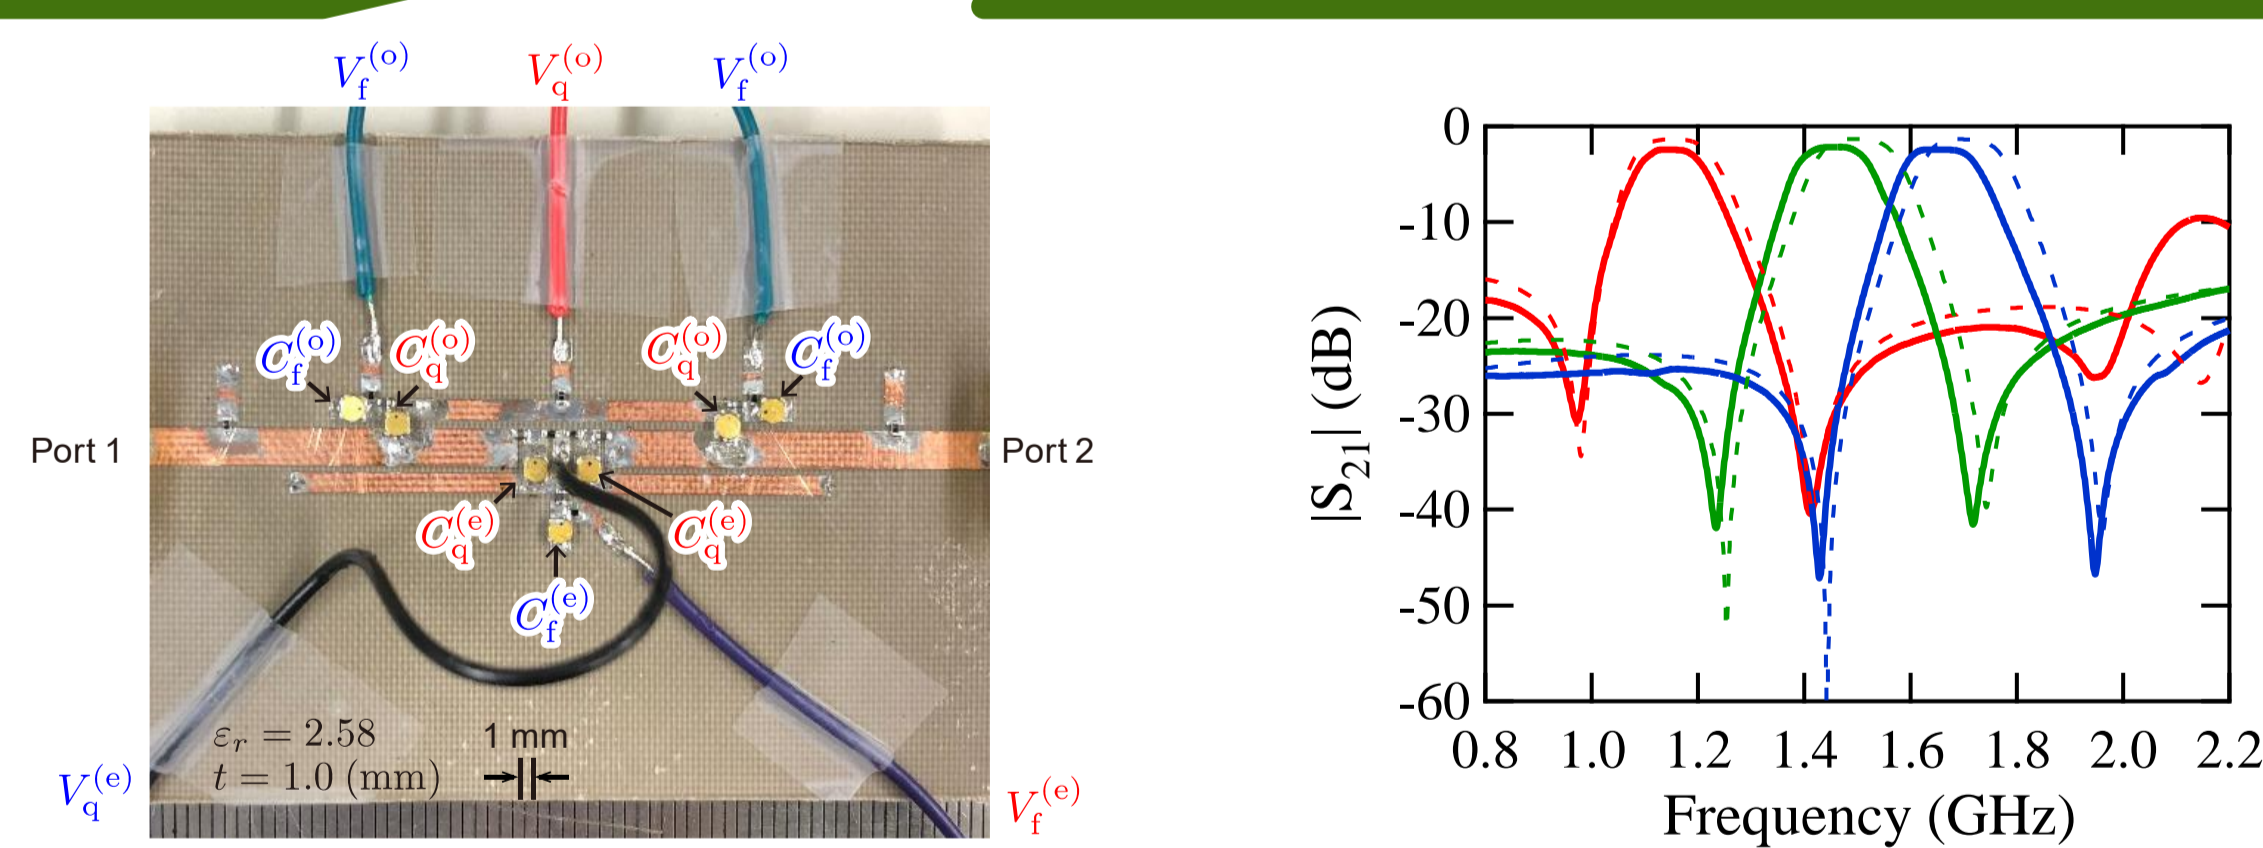 V_f^(o) V_q^(o) V_f^(o)
C_f^(o) C_q^(o) C_q^(o) C_f^(o)
Port 1 Port 2
C_q^(e) C_q^(e)
C_f^(e)
ε_r = 2.58 1 mm
t = 1.0 (mm)
V_q^(e) V_f^(e)
|S_21| (dB)
0
-10
-20
-30
-40
-50
-60
0.8 1.0 1.2 1.4 1.6 1.8 2.0 2.2
Frequency (GHz)